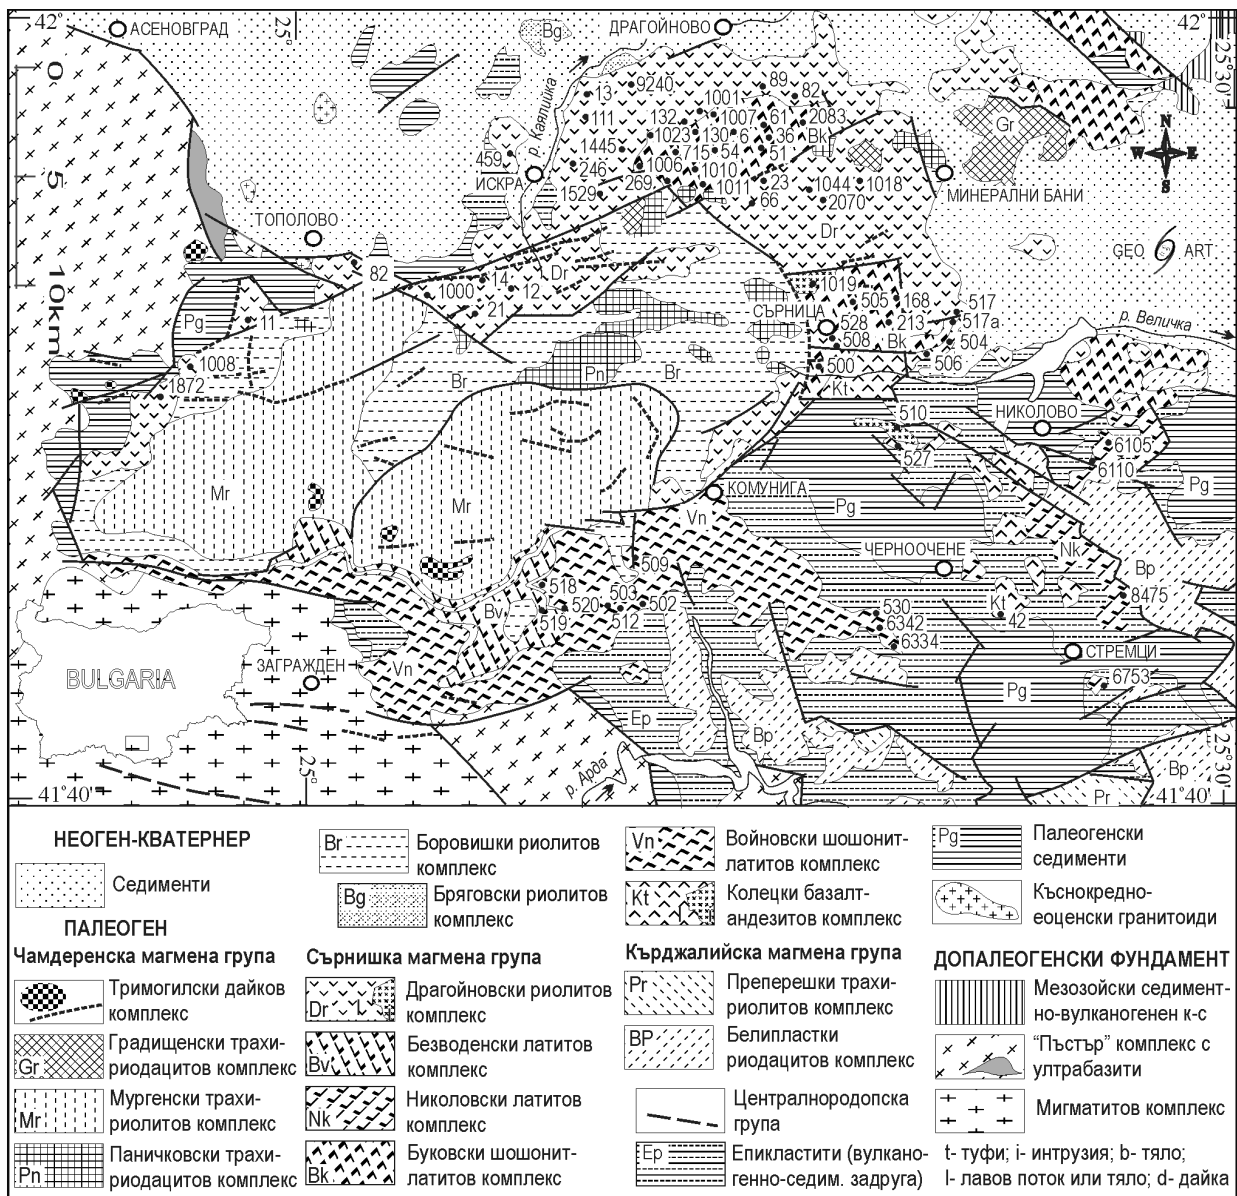 42°
АСЕНОВГРАД
25°
Bg
ДРАГОЙНОВО
42°
25°30'
0
5
10km
р. Каялийка
9240
13
111
89
82
1001
132
1007
61
2083
1023
130
6
36
Bk
1445
715
54
51
459
246
1006
1010
ИСКРА
269
1011
23
1044
1018
1529
66
2070
Gr
N
W E
S
МИНЕРАЛНИ БАНИ
ТОПОЛОВО
Dr
GEO ART
82
Dr
14
1000
12
21
1019
505
168
517
СЪРНИЦА
528
213
517a
р. Величка
508
Bk
504
506
500
Pg
11
1008
1872
Br
Pn
Br
Kt
510
НИКОЛОВО
527
6105
6110
Mr
Mr
КОМУНИГА
Vn
Pg
Pg
ЧЕРНООЧЕНЕ
Nk
Bp
509
518
503
Bv
520
502
519
512
530
6342
6334
Kt
42
8475
СТРЕМЦИ
6753
BULGARIA
ЗАГРАЖДЕН
Vn
Ep
Bp
Pg
Bp
Pr
р. Арда
25°
41°40'
41°40'
25°30'
НЕОГЕН-КВАТЕРНЕР
Седименти
ПАЛЕОГЕН
Чамдеренска магмена група
Тримогилски дайков
комплекс
Gr
Градищенски трахи-
риодацитов комплекс
Mr
Мургенски трахи-
риолитов комплекс
Pn
Паничковски трахи-
риодацитов комплекс
Br
Боровишки риолитов
комплекс
Bg
Бряговски риолитов
комплекс
Сърнишка магмена група
Dr
Драгойновски риолитов
комплекс
Bv
Безводенски латитов
комплекс
Nk
Николовски латитов
комплекс
Bk
Буковски шошонит-
латитов комплекс
Vn
Войновски шошонит-
латитов комплекс
Kt
Колецки базалт-
андезитов комплекс
Кърджалийска магмена група
Pr
Преперешки трахи-
риолитов комплекс
BP
Белипластки
риодацитов комплекс
Централнородопска
група
Ep
Епикластити (вулкано-
генно-седим. задруга)
Pg
Палеогенски
седименти
Къснокредно-
еоценски гранитоиди
ДОПАЛЕОГЕНСКИ ФУНДАМЕНТ
Мезозойски седимент-
но-вулканогенен к-с
"Пъстър" комплекс с
ултрабазити
Мигматитов комплекс
t- туфи; i- интрузия; b- тяло;
l- лавов поток или тяло; d- дайка